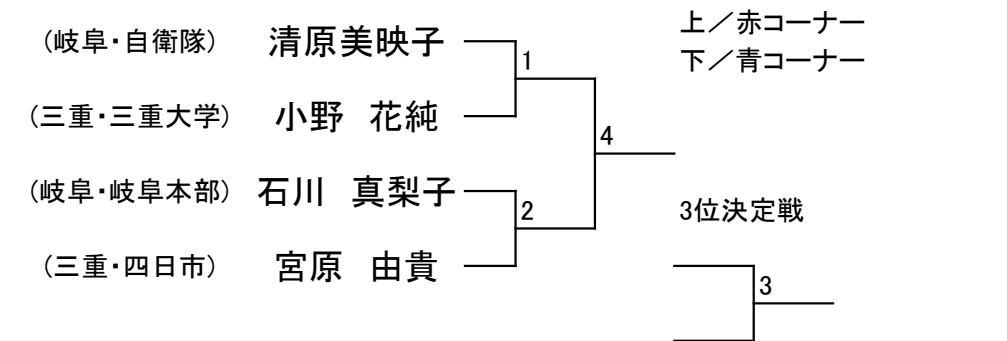 (岐阜・自衛隊) 清原美映子
(三重・三重大学) 小野 花純
(岐阜・岐阜本部) 石川 真梨子
(三重・四日市) 宮原 由貴
1
2
4
上／赤コーナー
下／青コーナー
3位決定戦
3